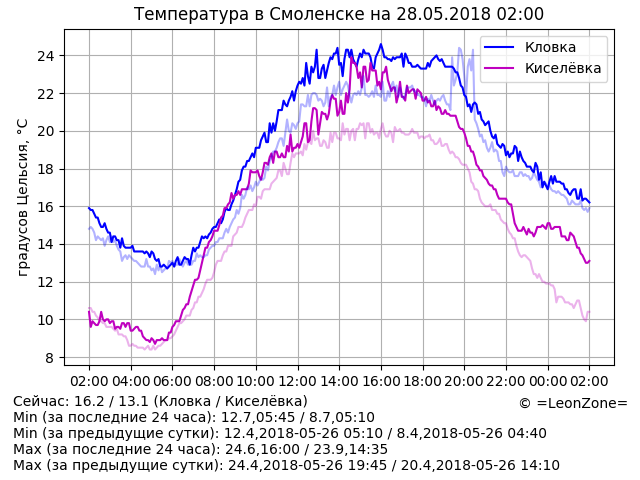 Температура в Смоленске на 28.05.2018 02:00
градусов Цельсия, °C
24
22
20
18
16
14
12
10
8
Кловка
Киселёвка
02:00 04:00 06:00 08:00 10:00 12:00 14:00 16:00 18:00 20:00 22:00 00:00 02:00
Сейчас: 16.2 / 13.1 (Кловка / Киселёвка)
© =LeonZone=
Min (за последние 24 часа): 12.7,05:45 / 8.7,05:10
Min (за предыдущие сутки): 12.4,2018-05-26 05:10 / 8.4,2018-05-26 04:40
Max (за последние 24 часа): 24.6,16:00 / 23.9,14:35
Max (за предыдущие сутки): 24.4,2018-05-26 19:45 / 20.4,2018-05-26 14:10